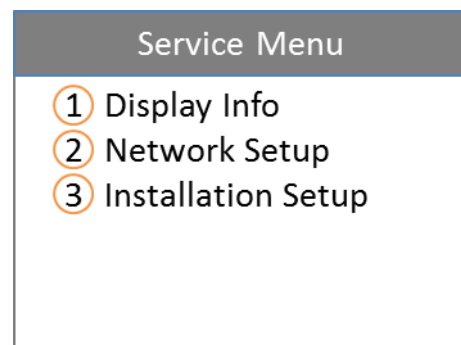 Service Menu
1 Display Info
2 Network Setup
3 Installation Setup